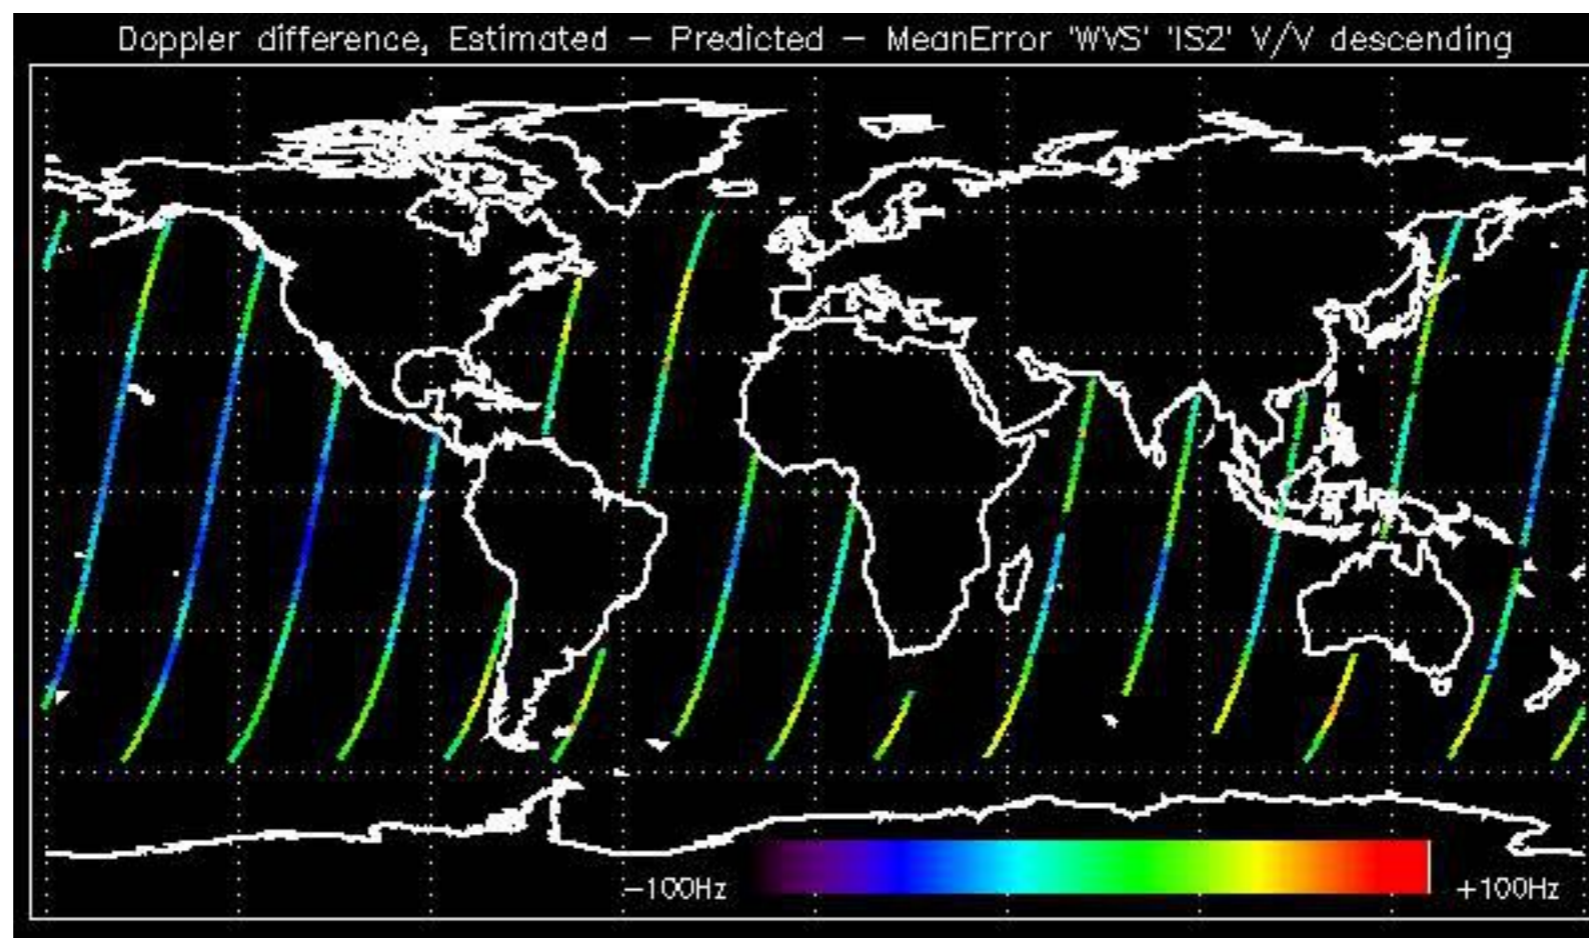 Doppler difference, Estimated – Predicted – MeanError 'WVS' 'IS2' V/V descending
−100Hz
+100Hz